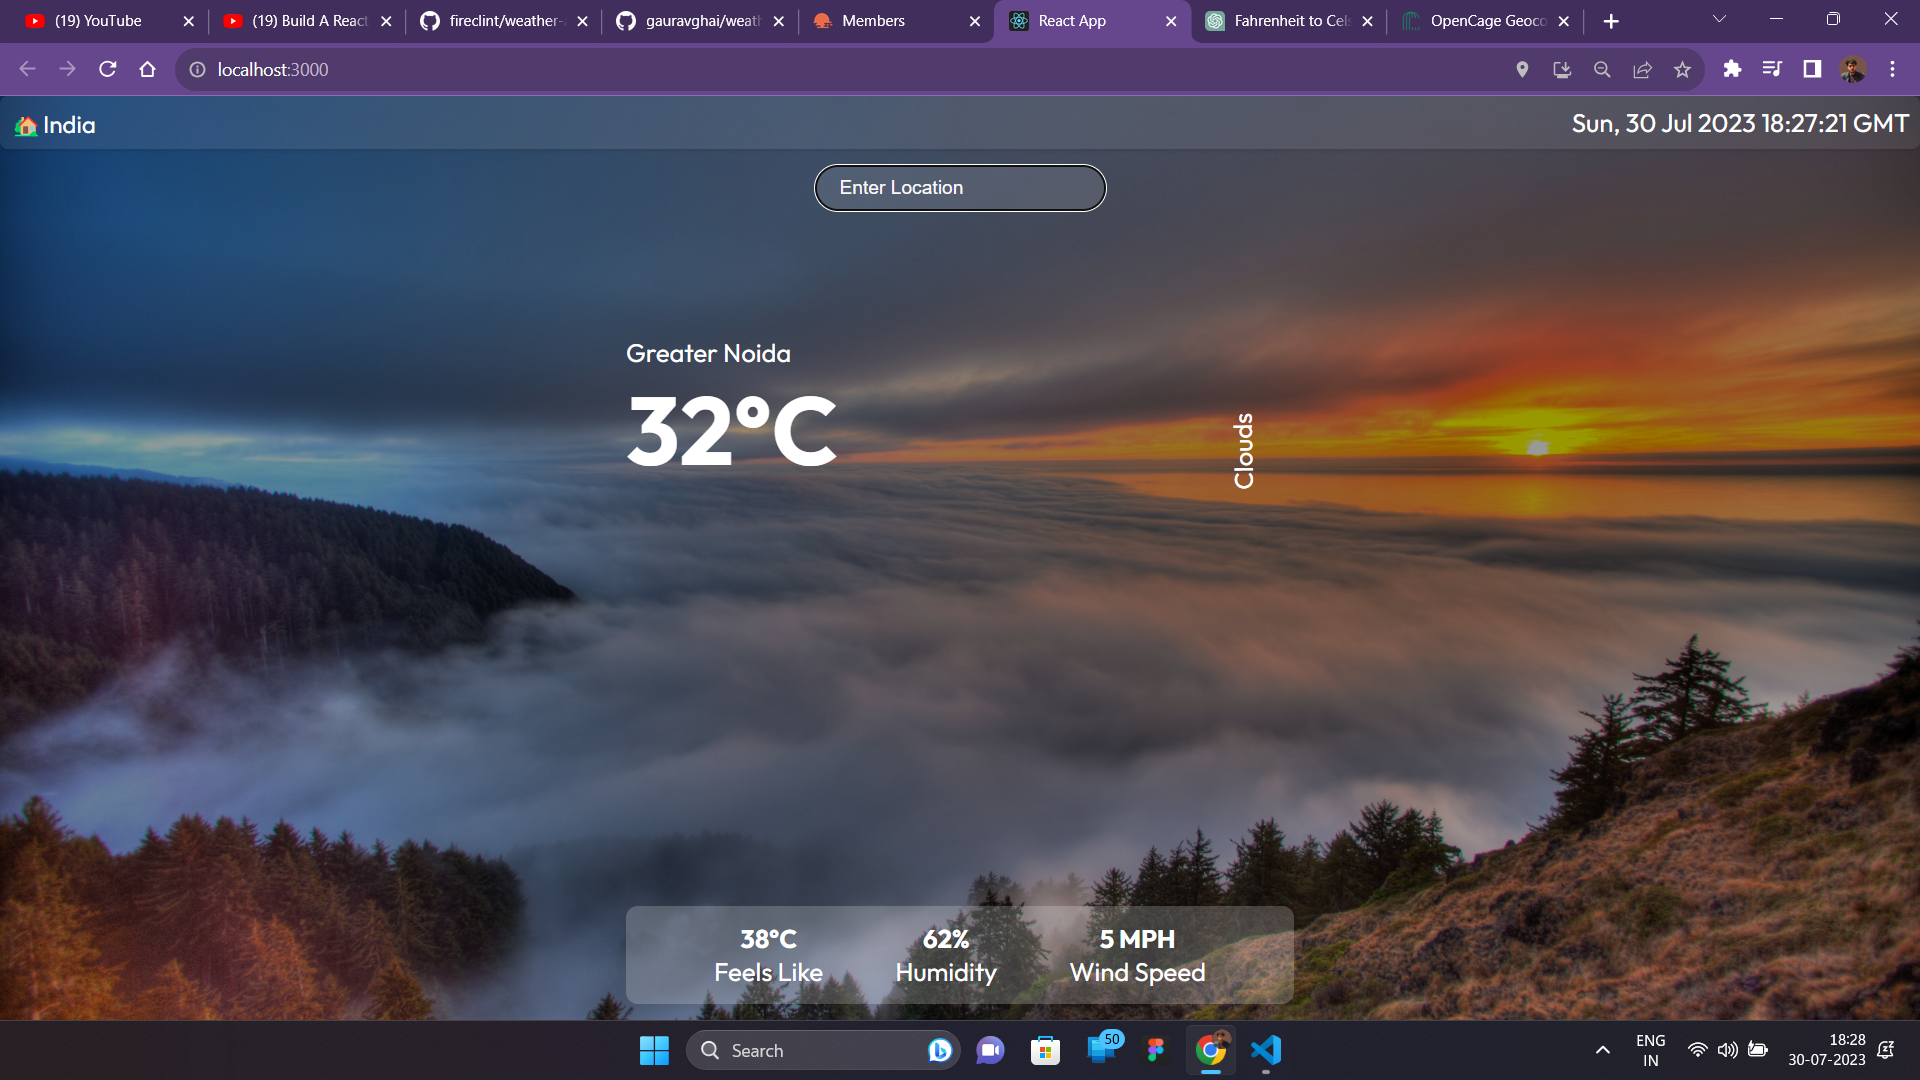 (19) YouTube
(19) Build A React
fireclint/weather-a
gauravghai/weath
Members
React App
Fahrenheit to Cels
OpenCage Geoco
localhost:3000
India
Sun, 30 Jul 2023 18:27:21 GMT
Enter Location
Greater Noida
32°C
Clouds
38°C
62%
5 MPH
Feels Like
Humidity
Wind Speed
Search
50
ENG
IN
18:28
30-07-2023